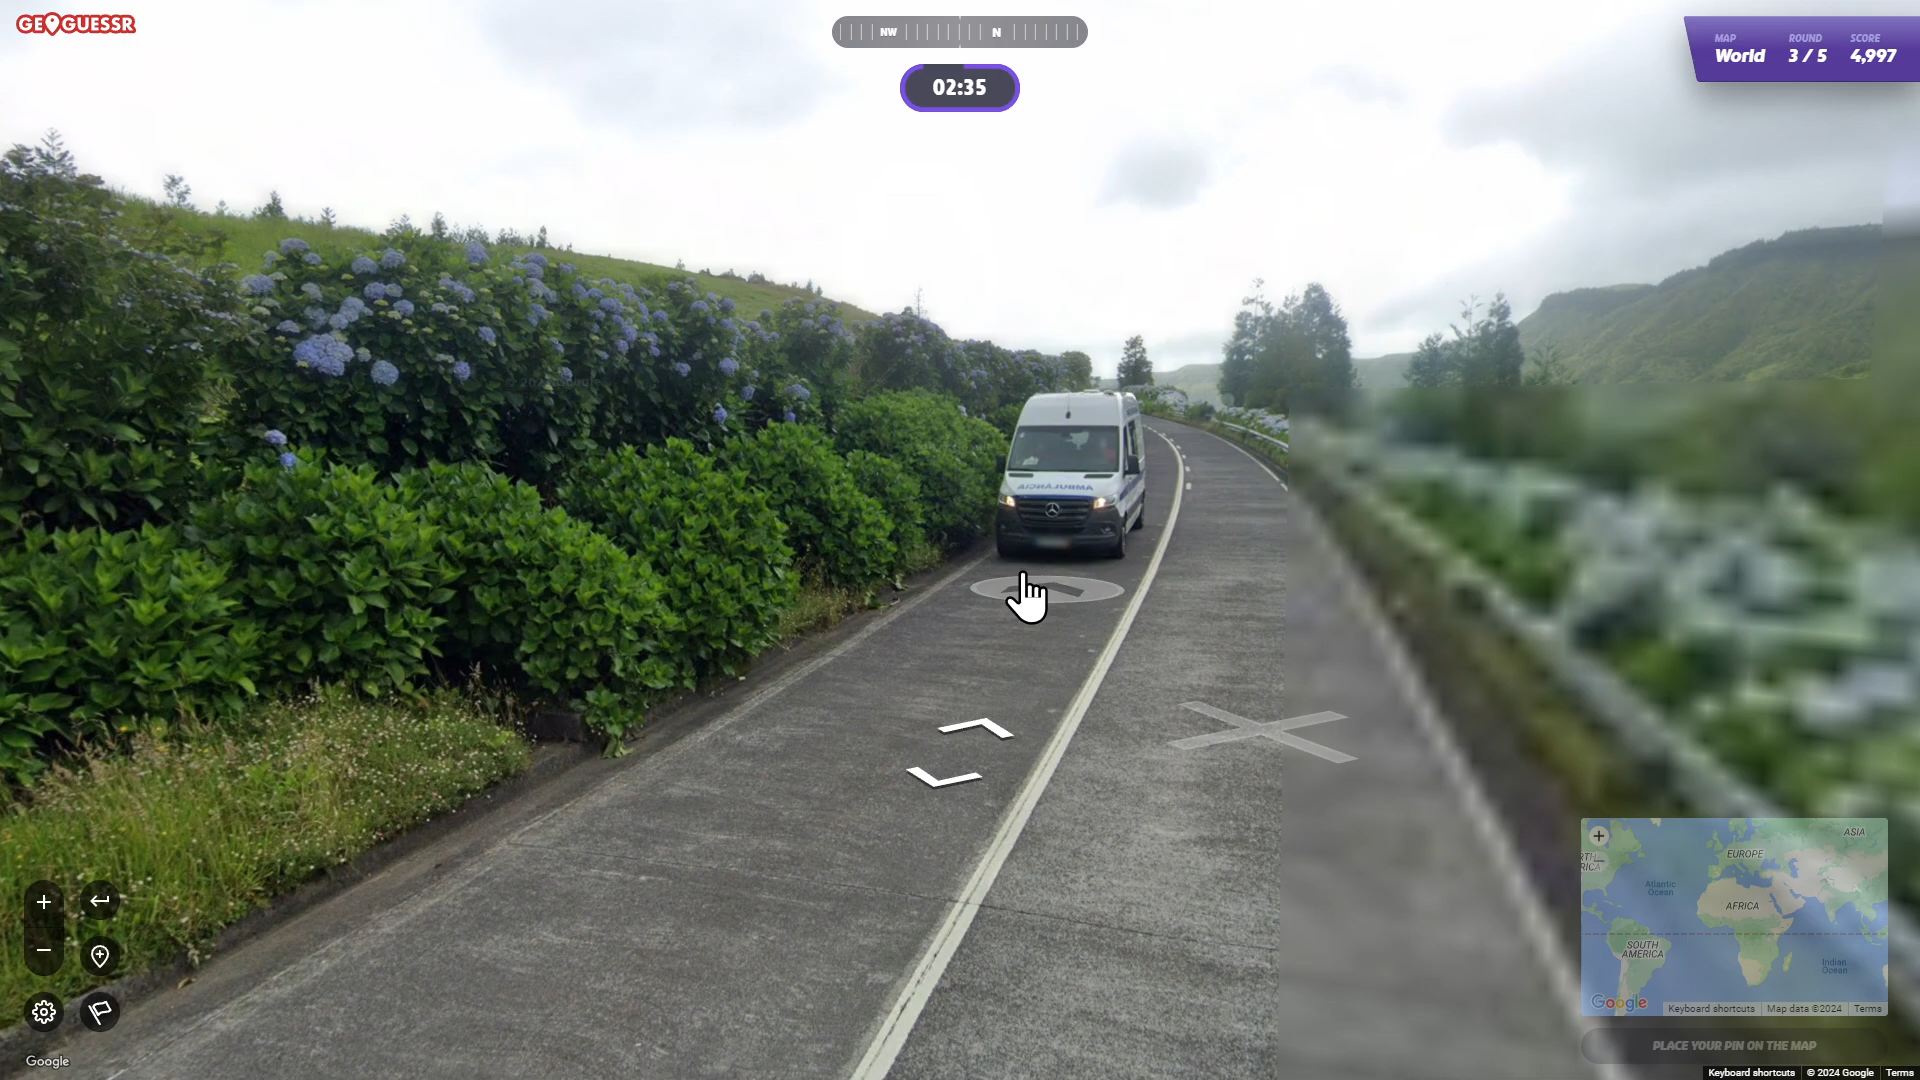 GEOGUESSR
NW
N
02:35
MAP
World
ROUND
3 / 5
SCORE
4,997
AMBULÂNCIA
ASIA
EUROPE
Atlantic
Ocean
AFRICA
SOUTH
AMERICA
Indian
Ocean
Google
Keyboard shortcuts
Map data ©2024
Terms
PLACE YOUR PIN ON THE MAP
Google
Keyboard shortcuts
© 2024 Google
Terms